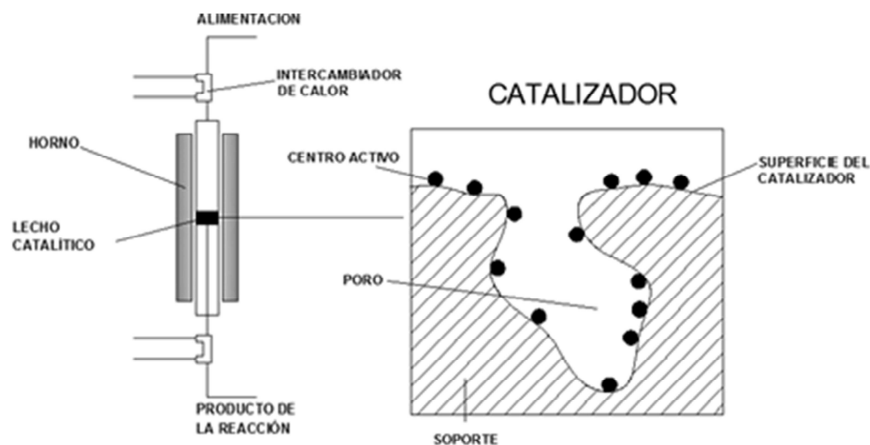 ALIMENTACION
INTERCAMBIADOR
DE CALOR
HORNO
LECHO
CATALÍTICO
PRODUCTO DE
LA REACCIÓN
CATALIZADOR
CENTRO ACTIVO
SUPERFICIE DEL
CATALIZADOR
PORO
SOPORTE